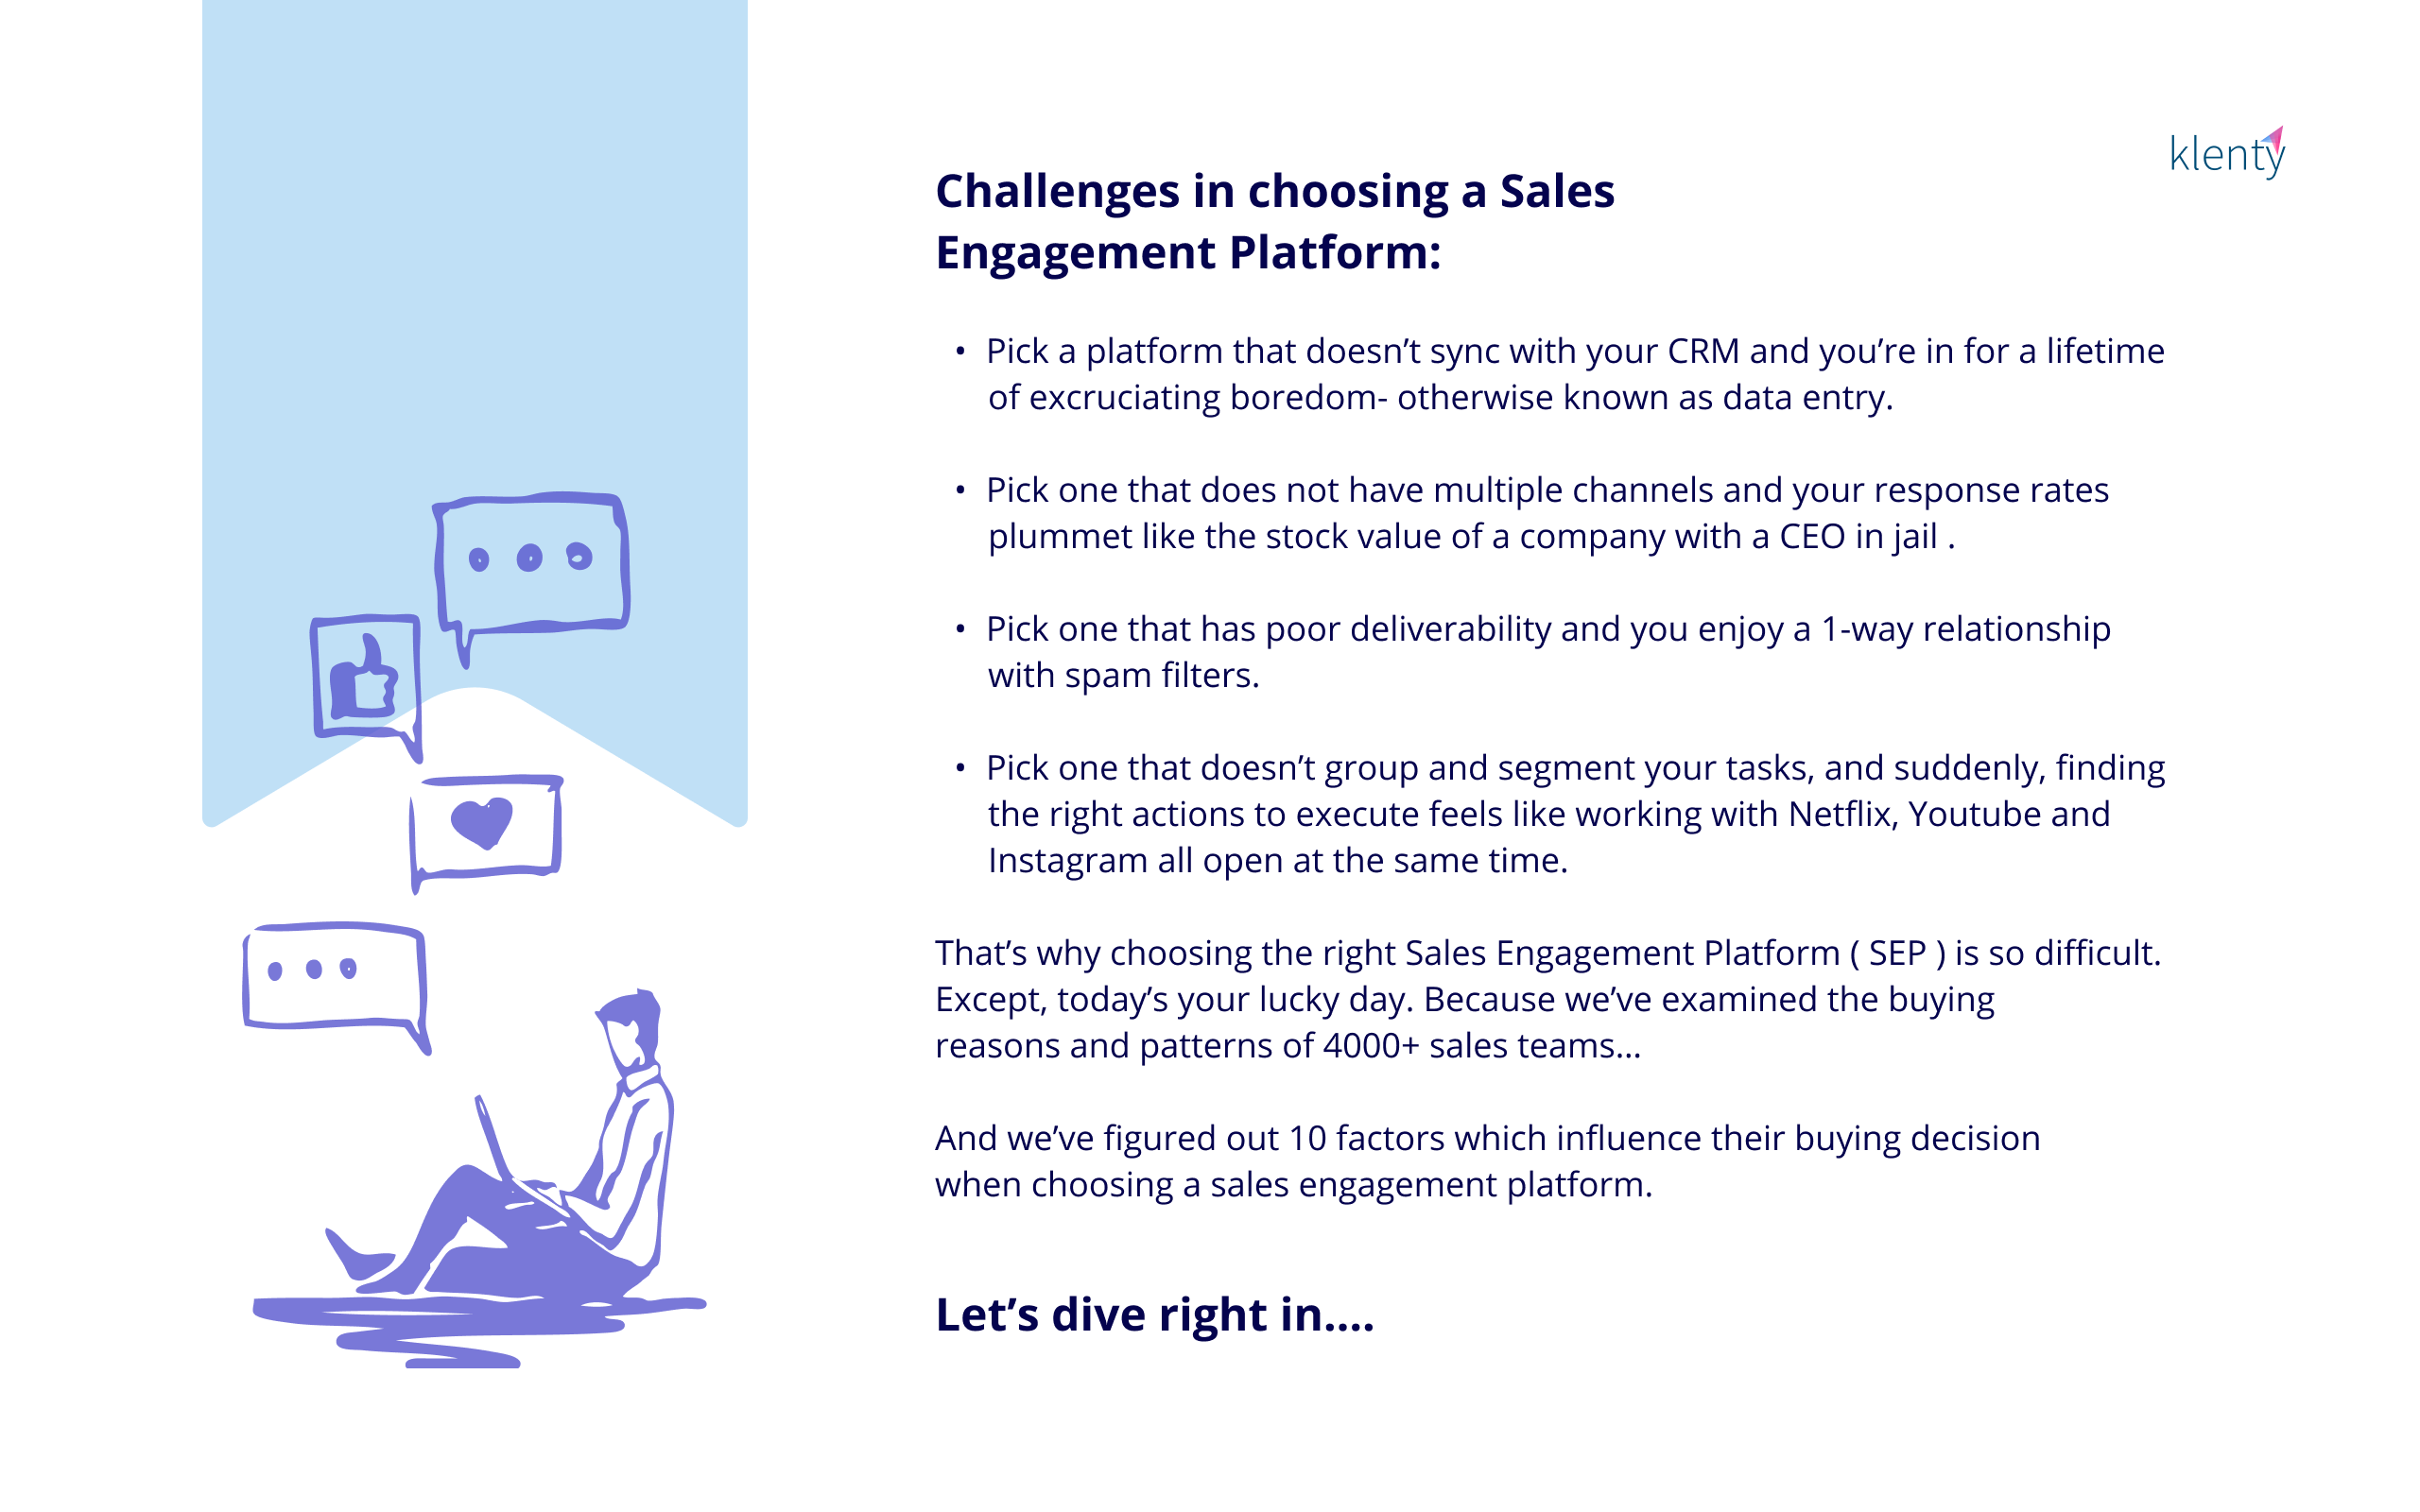 klenty
Challenges in choosing a Sales
Engagement Platform:
• Pick a platform that doesn’t sync with your CRM and you’re in for a lifetime
of excruciating boredom- otherwise known as data entry.
• Pick one that does not have multiple channels and your response rates
plummet like the stock value of a company with a CEO in jail .
• Pick one that has poor deliverability and you enjoy a 1-way relationship
with spam filters.
• Pick one that doesn’t group and segment your tasks, and suddenly, finding
the right actions to execute feels like working with Netflix, Youtube and
Instagram all open at the same time.
That’s why choosing the right Sales Engagement Platform ( SEP ) is so difficult.
Except, today’s your lucky day. Because we’ve examined the buying
reasons and patterns of 4000+ sales teams...
And we’ve figured out 10 factors which influence their buying decision
when choosing a sales engagement platform.
Let’s dive right in....